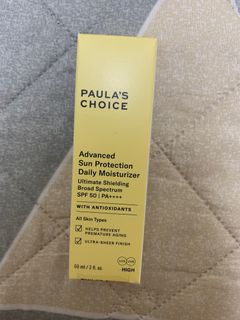 PAULA'S
CHOICE
Advanced
Sun Protection
Daily Moisturizer
Ultimate Shielding
Broad Spectrum
SPF 50 | PA++++
WITH ANTIOXIDANTS
All Skin Types
HELPS PREVENT
PREMATURE AGING
ULTRA-SHEER FINISH
60 ml / 2 fl. oz.
HIGH